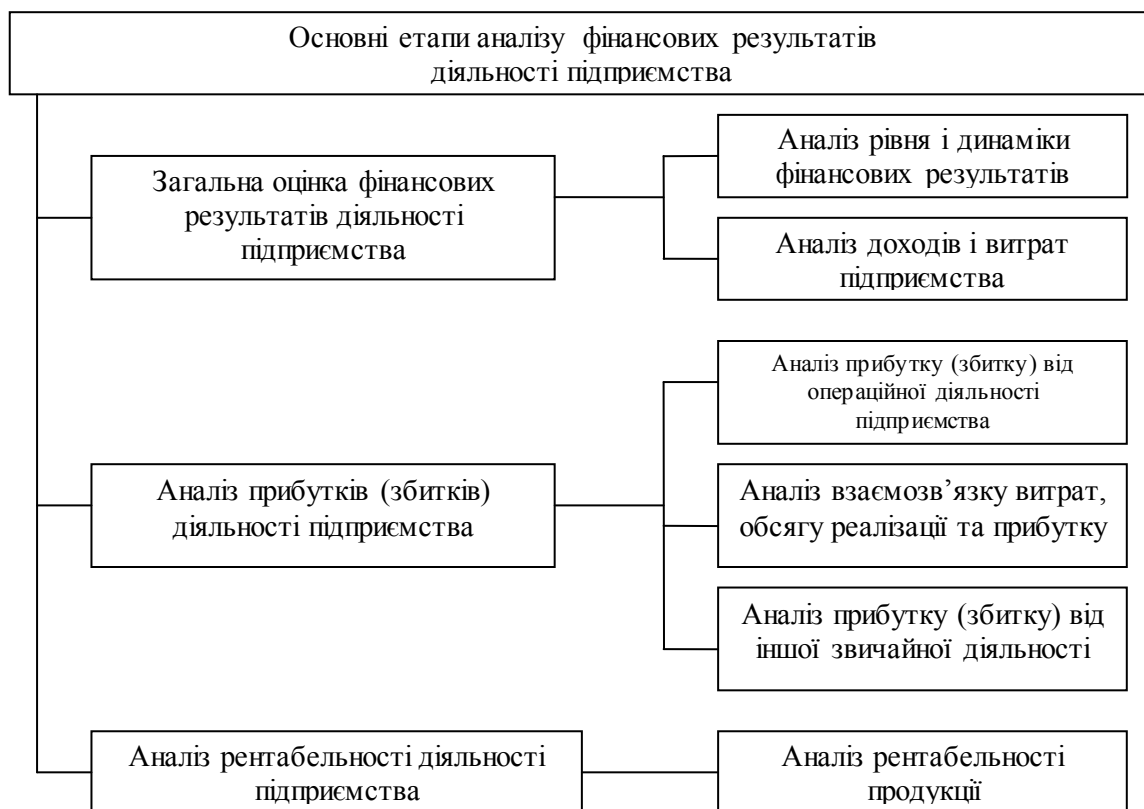 Основні етапи аналізу фінансових результатів
діяльності підприємства
Загальна оцінка фінансових
результатів діяльності
підприємства
Аналіз рівня і динаміки
фінансових результатів
Аналіз доходів і витрат
підприємства
Аналіз прибутків (збитків)
діяльності підприємства
Аналіз прибутку (збитку) від
операційної діяльності
підприємства
Аналіз взаємозв’язку витрат,
обсягу реалізації та прибутку
Аналіз прибутку (збитку) від
іншої звичайної діяльності
Аналіз рентабельності діяльності
підприємства
Аналіз рентабельності
продукції